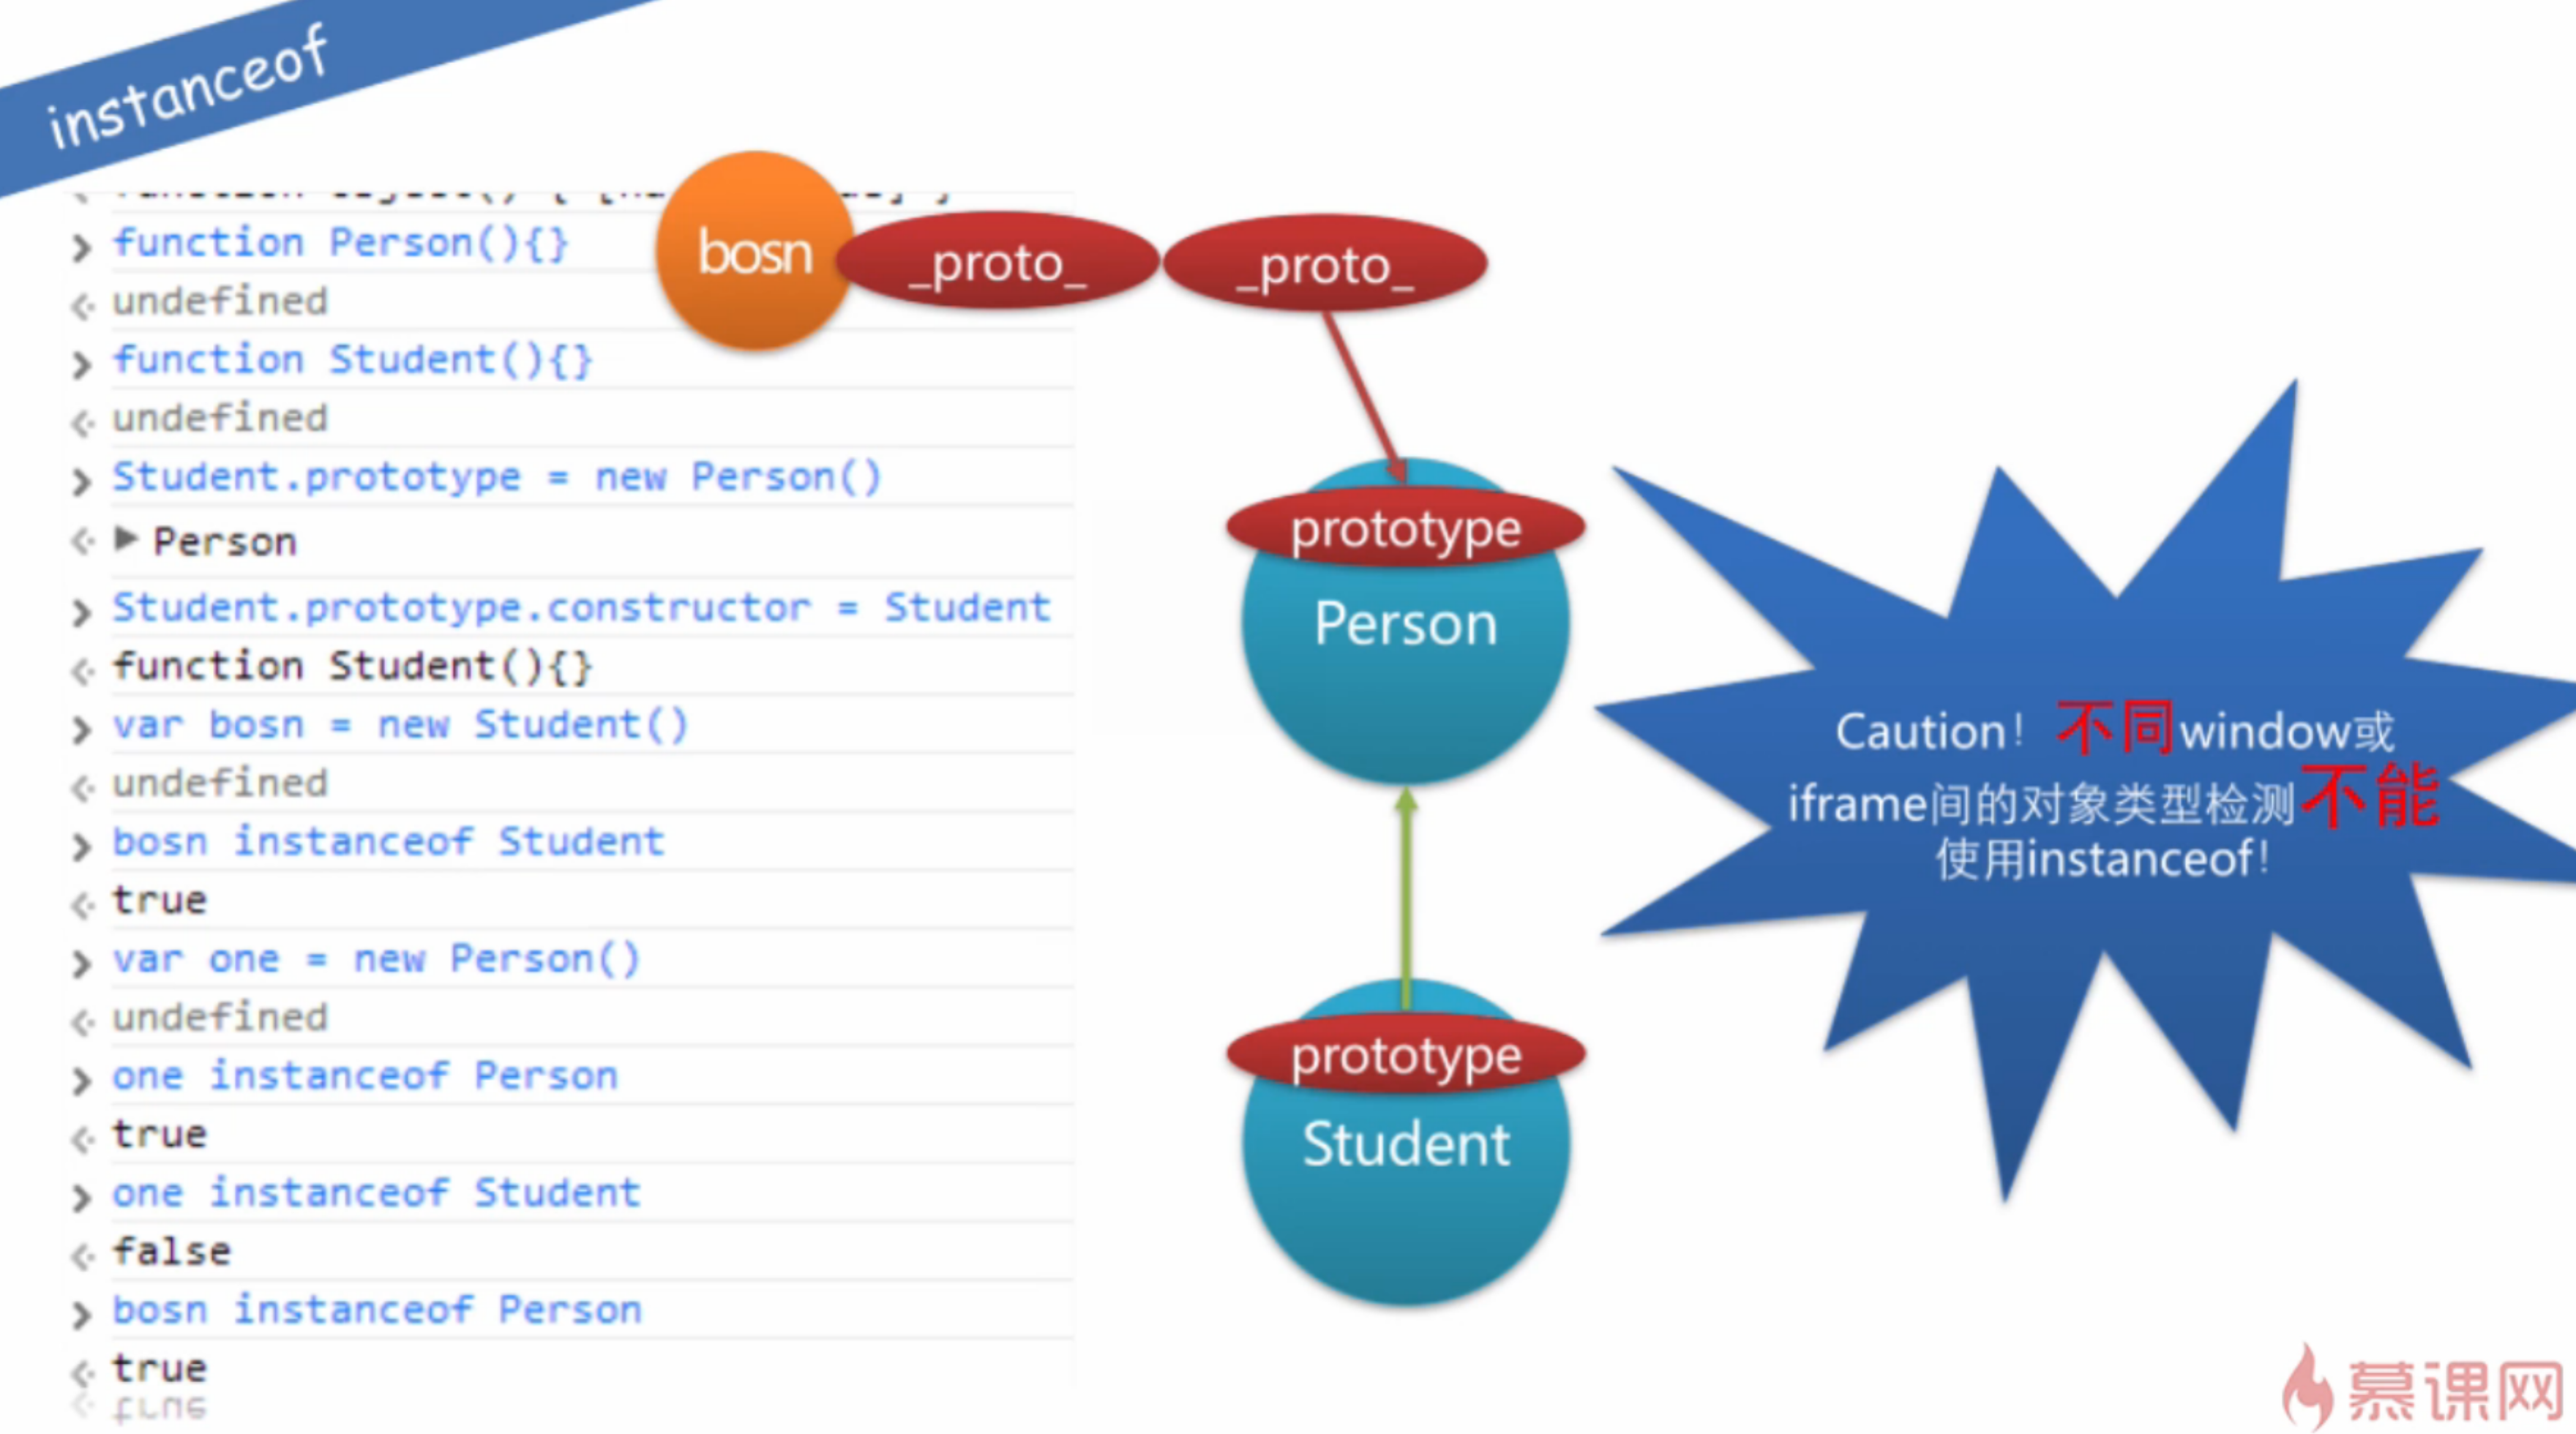 instanceof
function Person(){}
undefined
function Student(){}
undefined
Student.prototype = new Person()
Person
Student.prototype.constructor = Student
function Student(){}
var bosn = new Student()
undefined
bosn instanceof Student
true
var one = new Person()
undefined
one instanceof Person
true
one instanceof Student
false
bosn instanceof Person
true
bosn
_proto_
_proto_
prototype
Person
prototype
Student
Caution！不同window或
iframe间的对象类型检测不能
使用instanceof！
慕课网